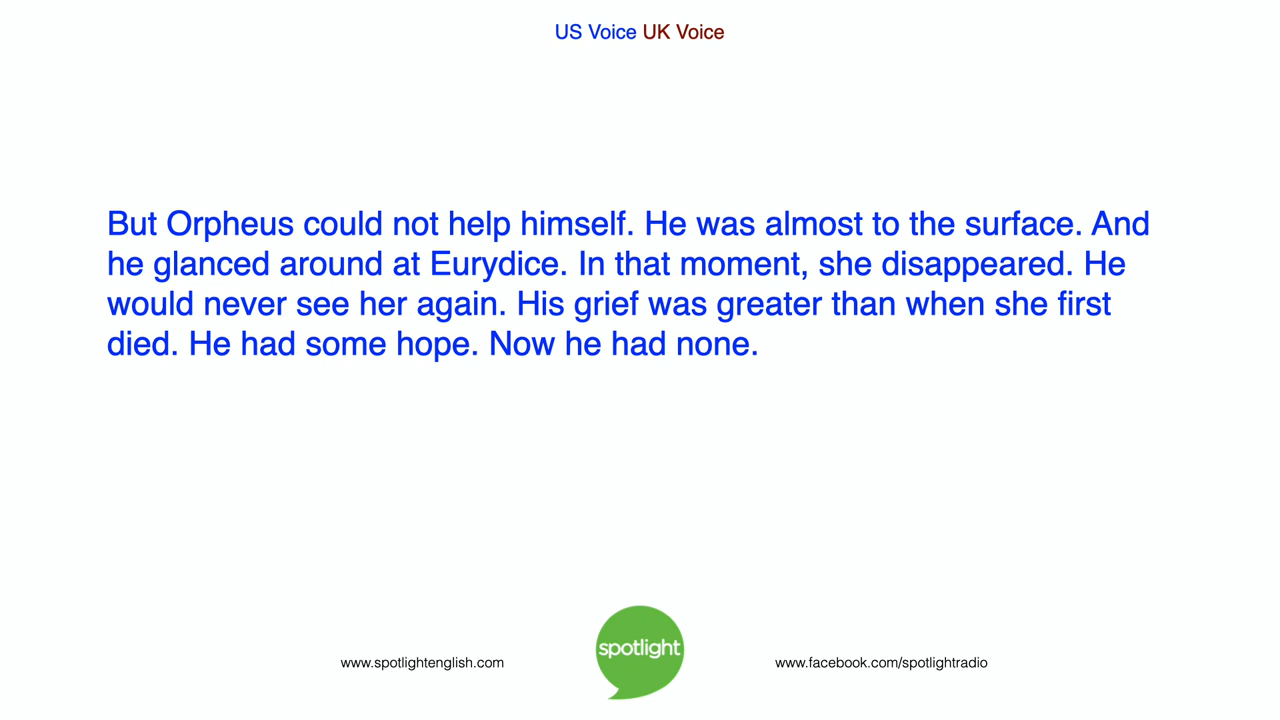 US Voice UK Voice
But Orpheus could not help himself. He was almost to the surface. And
he glanced around at Eurydice. In that moment, she disappeared. He
would never see her again. His grief was greater than when she first
died. He had some hope. Now he had none.
spotlight
www.spotlightenglish.com
www.facebook.com/spotlightradio